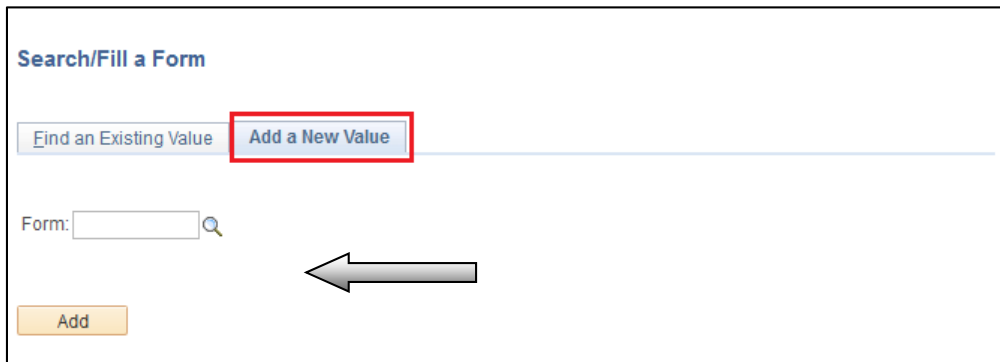 Search/Fill a Form
Find an Existing Value
Add a New Value
Form:
Add